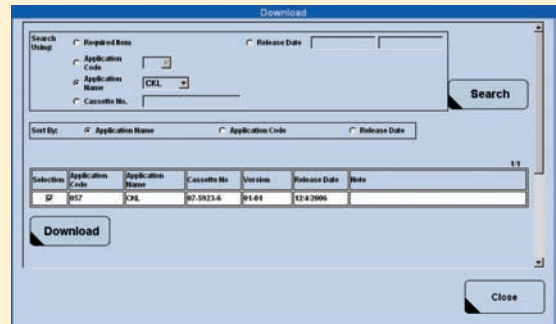 Download
Search Using:
Required Item
Release Date
Application Code
Application Name
CKL
Cassette No.
Search
Sort By:
Application Name
Application Code
Release Date
1/1
Selection Application Code Application Name Cassette No Version Release Date Note
057 CKL 07-5923-6 01-01 12/4/2006
Download
Close